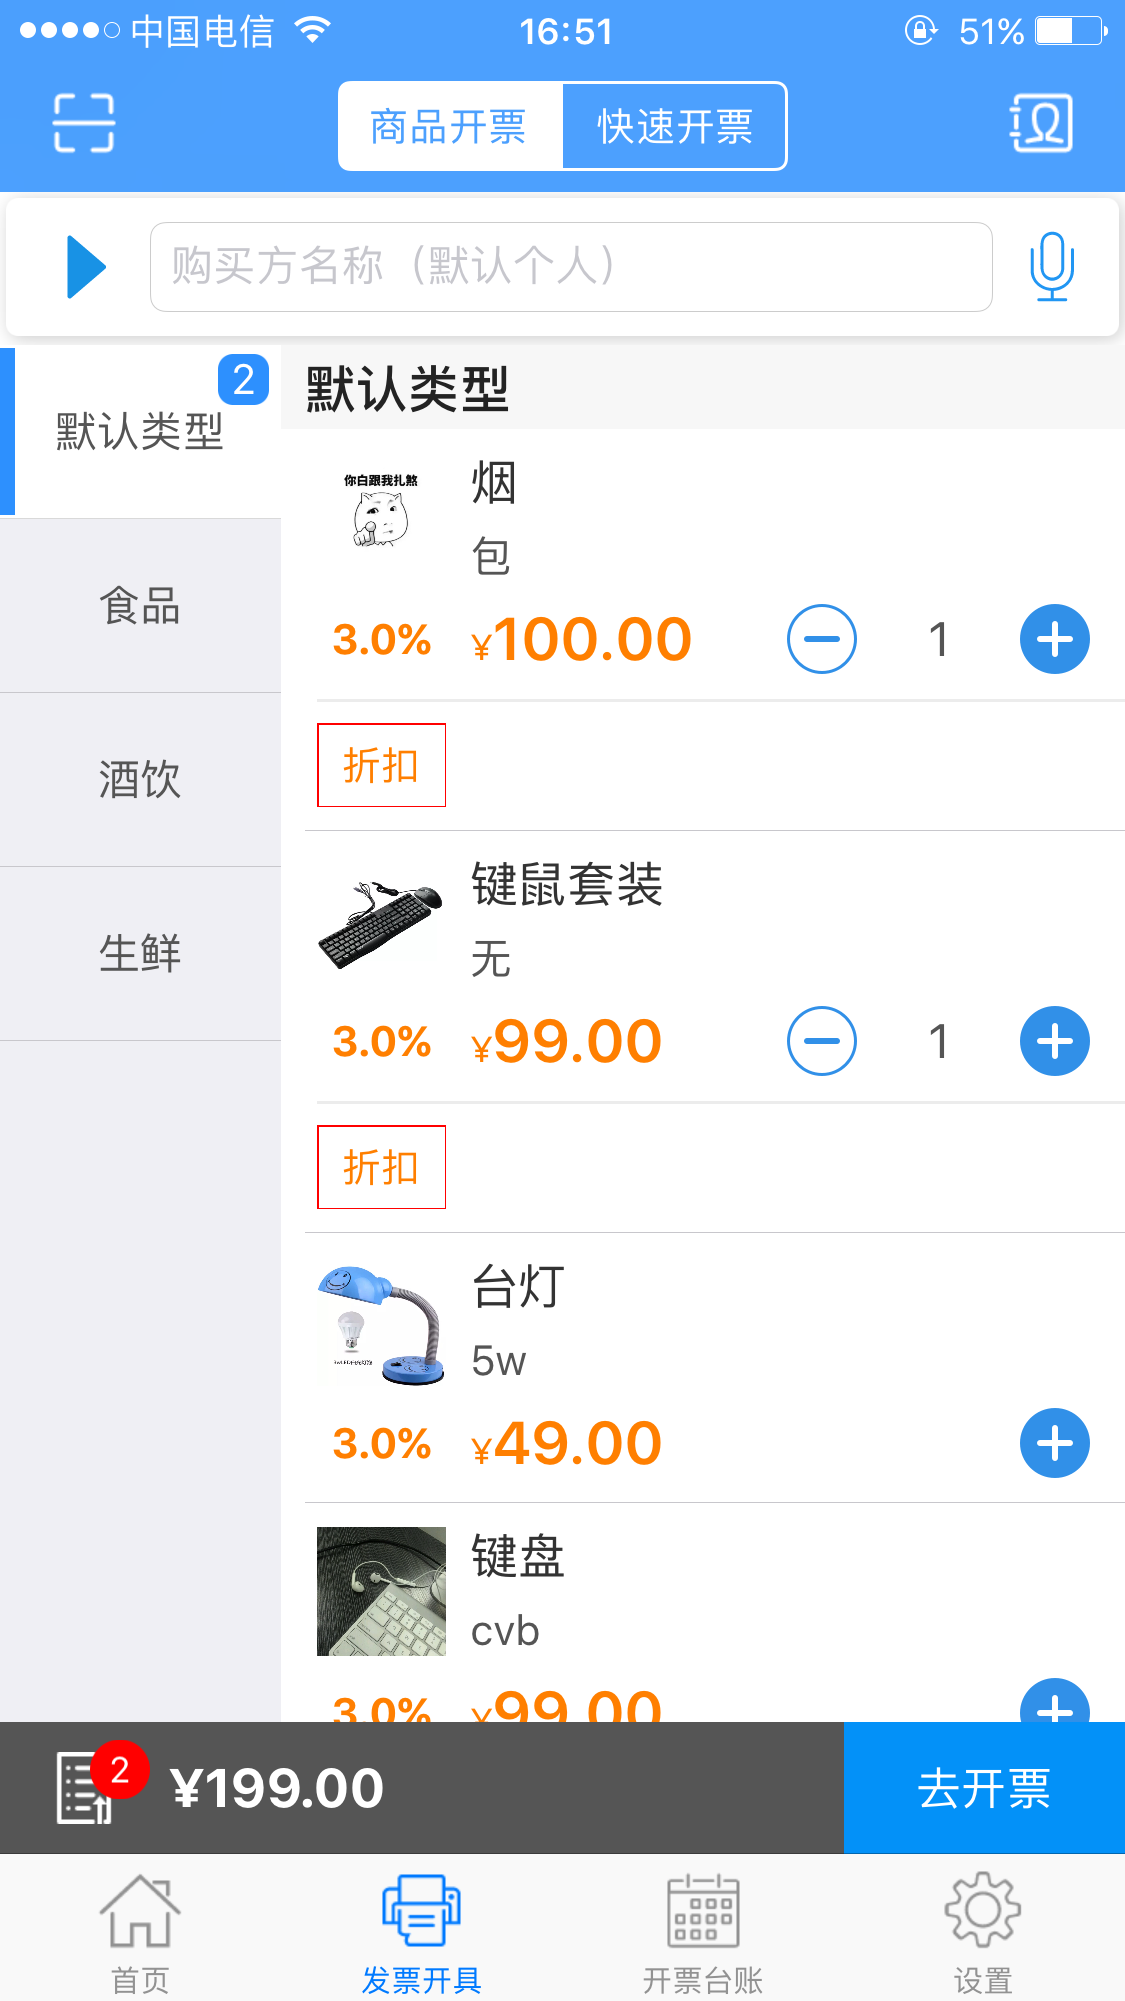 中国电信
16:51
51%
商品开票
快速开票
购买方名称（默认个人）
2
默认类型
食品
酒饮
生鲜
默认类型
你白跟我扎煞
烟
包
3.0%
¥100.00
1
折扣
键鼠套装
无
3.0%
¥99.00
1
折扣
台灯
5w
3.0%
¥49.00
键盘
cvb
3.0%
¥99.00
2
¥199.00
去开票
首页
发票开具
开票台账
设置